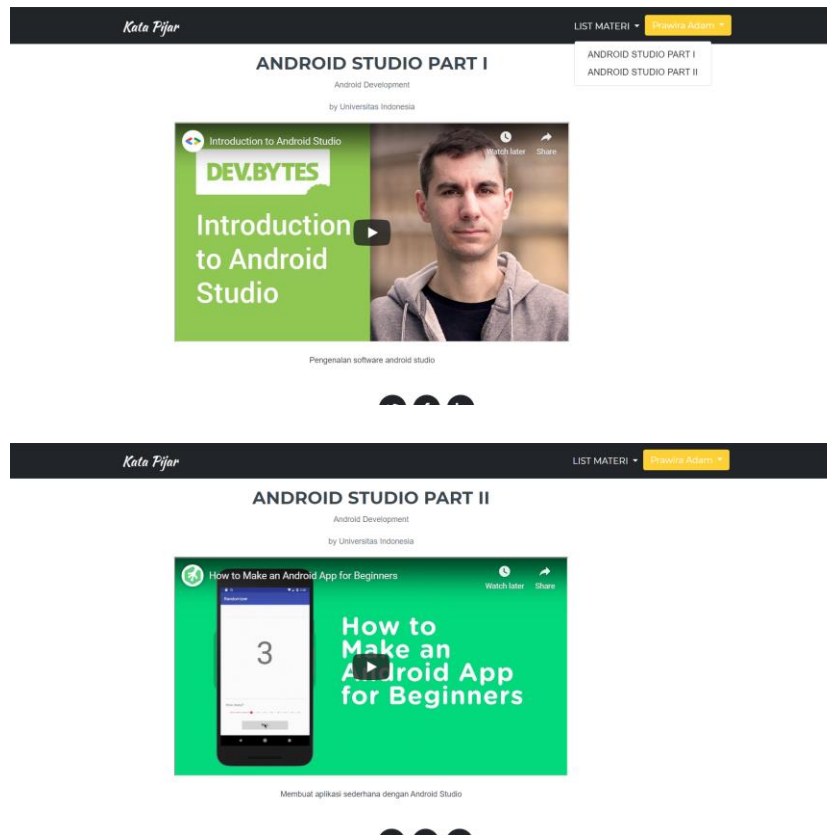 Kata Pijar
LIST MATERI
Prawira Adam
ANDROID STUDIO PART I
ANDROID STUDIO PART II
ANDROID STUDIO PART I
Android Development
by Universitas Indonesia
Introduction to Android Studio
Watch later
Share
DEV.BYTES
Introduction
to Android
Studio
Pengenalan software android studio
Kata Pijar
LIST MATERI
Prawira Adam
ANDROID STUDIO PART II
Android Development
by Universitas Indonesia
How to Make an Android App for Beginners
Watch later
Share
3
How to
Make an
Android App
for Beginners
Membuat aplikasi sederhana dengan Android Studio